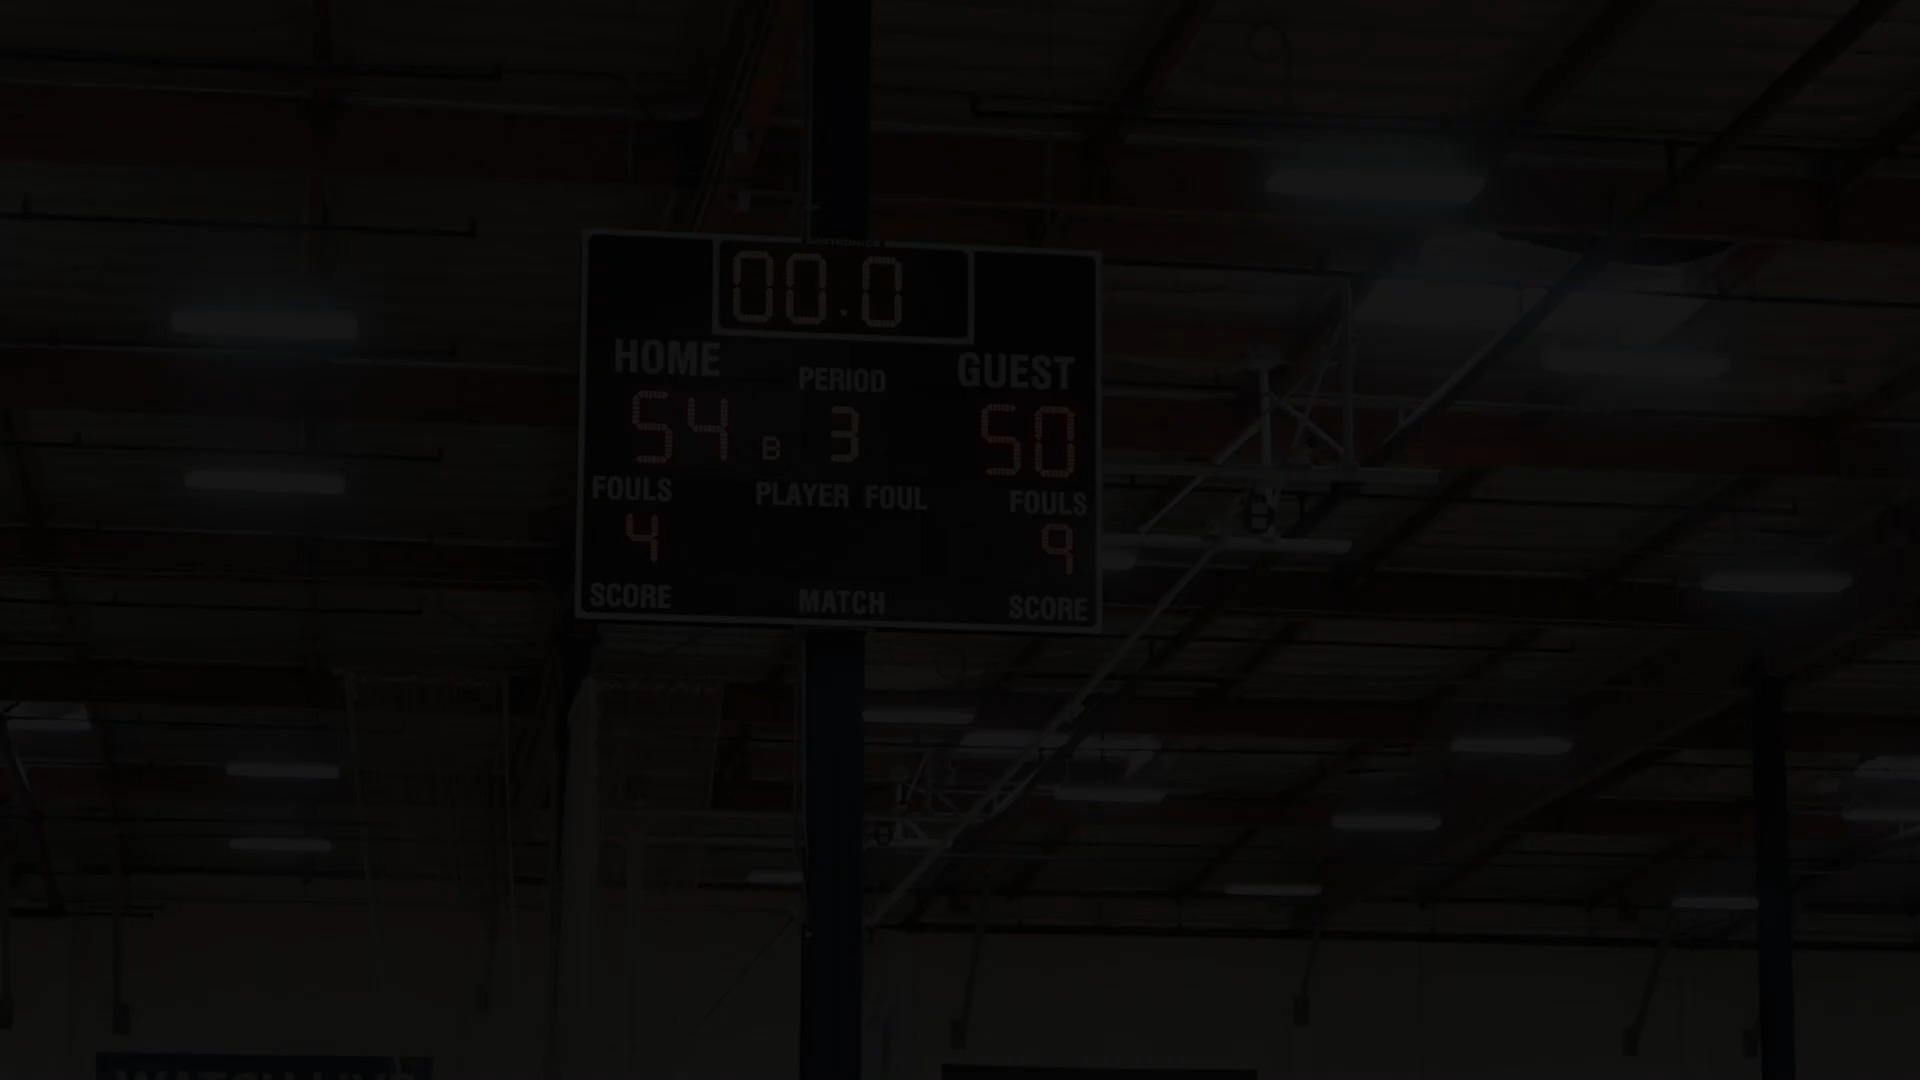 00.0
HOME PERIOD GUEST
54 B 3 50
FOULS PLAYER FOUL FOULS
4 9
SCORE MATCH SCORE